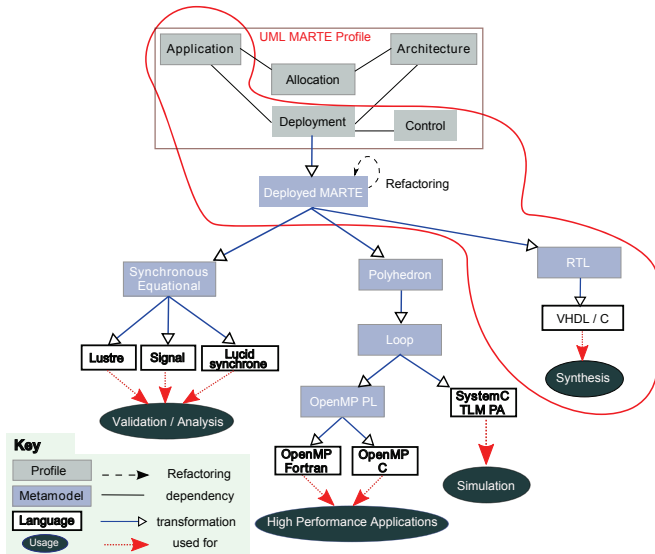 UML MARTE Profile
Application
Architecture
Allocation
Deployment
Control
Deployed MARTE
Refactoring
Synchronous
Equational
Polyhedron
RTL
VHDL / C
Lustre
Signal
Lucid
synchrone
Loop
Synthesis
Validation / Analysis
OpenMP PL
SystemC
TLM PA
OpenMP
Fortran
OpenMP
C
Simulation
High Performance Applications
Key
Profile
Refactoring
Metamodel
dependency
Language
transformation
Usage
used for